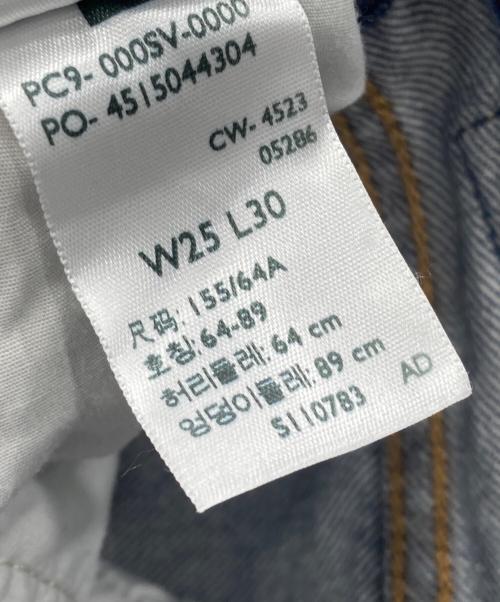 PC9- 000SV-0000
PO- 4515044304
CW- 4523
05286
W25 L30
尺码: 155/64A
호칭: 64-89
허리둘레: 64 cm
엉덩이둘레: 89 cm
S110783 AD